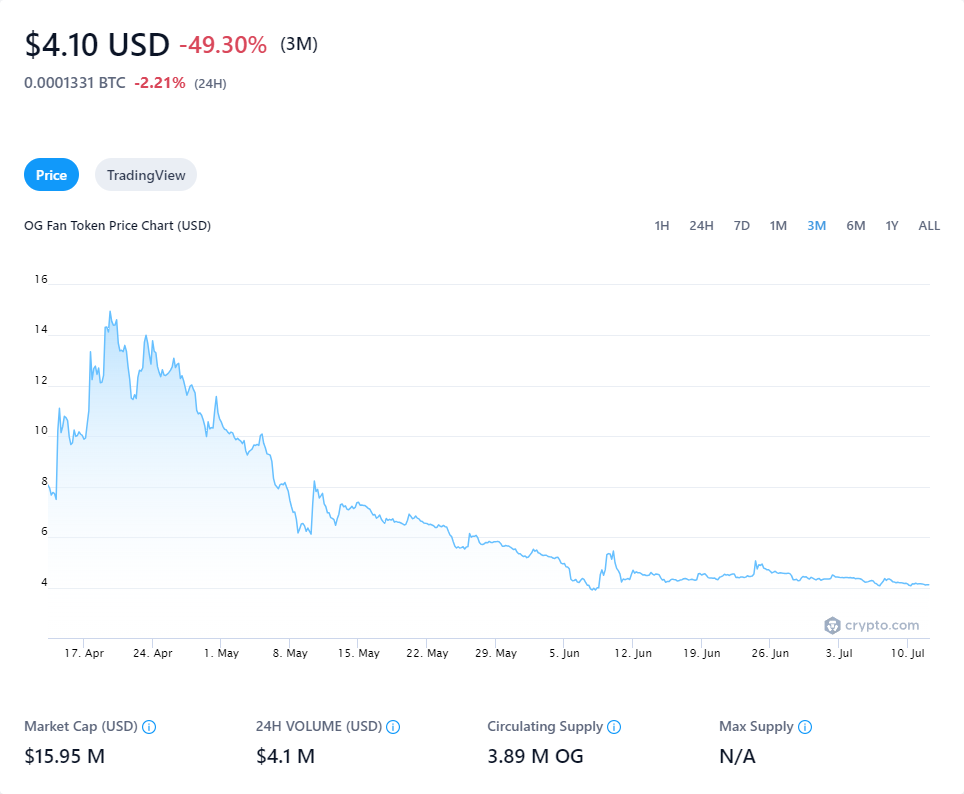 $4.10 USD -49.30% (3M)
0.0001331 BTC -2.21% (24H)
Price TradingView
OG Fan Token Price Chart (USD) 1H 24H 7D 1M 3M 6M 1Y ALL
16
14
12
10
8
6
4
crypto.com
17. Apr 24. Apr 1. May 8. May 15. May 22. May 29. May 5. Jun 12. Jun 19. Jun 26. Jun 3. Jul 10. Jul
Market Cap (USD) 24H VOLUME (USD) Circulating Supply Max Supply
$15.95 M $4.1 M 3.89 M OG N/A